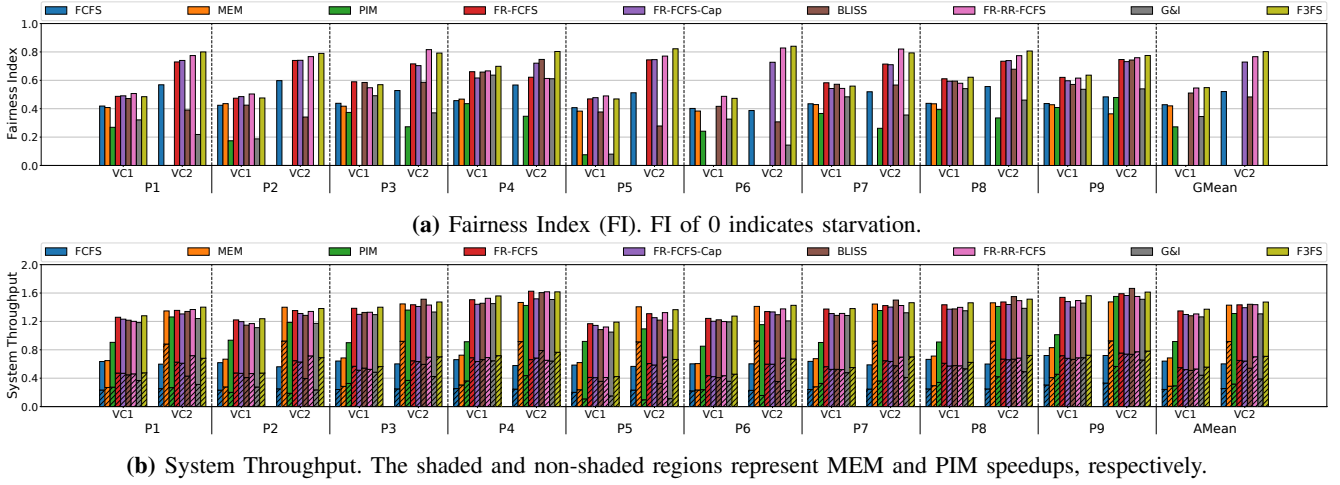 FCFS MEM PIM FR-FCFS FR-FCFS-Cap BLISS FR-RR-FCFS G&I F3FS
Fairness Index
1.0
0.8
0.6
0.4
0.2
0.0
VC1 VC2 VC1 VC2 VC1 VC2 VC1 VC2 VC1 VC2 VC1 VC2 VC1 VC2 VC1 VC2 VC1 VC2 VC1 VC2
P1 P2 P3 P4 P5 P6 P7 P8 P9 GMean
(a) Fairness Index (FI). FI of 0 indicates starvation.
FCFS MEM PIM FR-FCFS FR-FCFS-Cap BLISS FR-RR-FCFS G&I F3FS
System Throughput
2.0
1.6
1.2
0.8
0.4
0.0
VC1 VC2 VC1 VC2 VC1 VC2 VC1 VC2 VC1 VC2 VC1 VC2 VC1 VC2 VC1 VC2 VC1 VC2 VC1 VC2
P1 P2 P3 P4 P5 P6 P7 P8 P9 AMean
(b) System Throughput. The shaded and non-shaded regions represent MEM and PIM speedups, respectively.